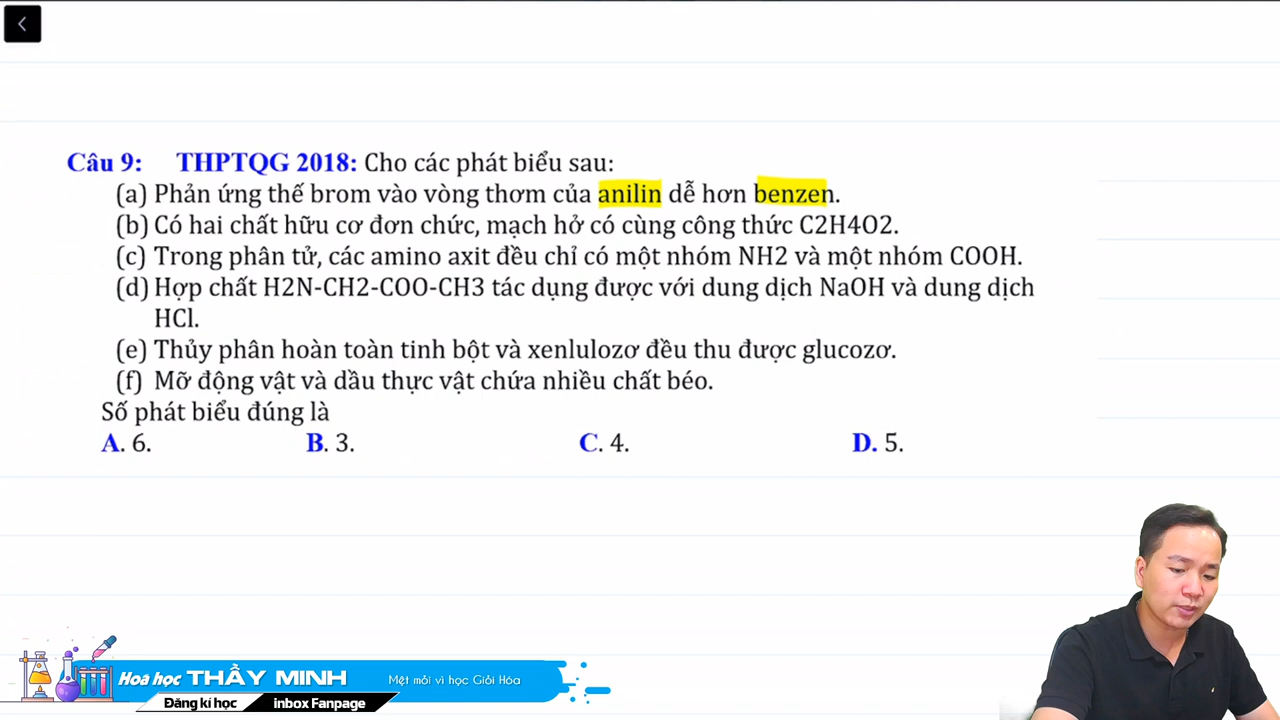 Câu 9: THPTQG 2018: Cho các phát biểu sau:
(a) Phản ứng thế brom vào vòng thơm của anilin dễ hơn benzen.
(b) Có hai chất hữu cơ đơn chức, mạch hở có cùng công thức C2H4O2.
(c) Trong phân tử, các amino axit đều chỉ có một nhóm NH2 và một nhóm COOH.
(d) Hợp chất H2N-CH2-COO-CH3 tác dụng được với dung dịch NaOH và dung dịch
HCl.
(e) Thủy phân hoàn toàn tinh bột và xenlulozơ đều thu được glucozơ.
(f) Mỡ động vật và dầu thực vật chứa nhiều chất béo.
Số phát biểu đúng là
A. 6. B. 3. C. 4. D. 5.
Hoá học THẦY MINH Mệt mỏi vì học Giỏi Hóa
Đăng kí học inbox Fanpage